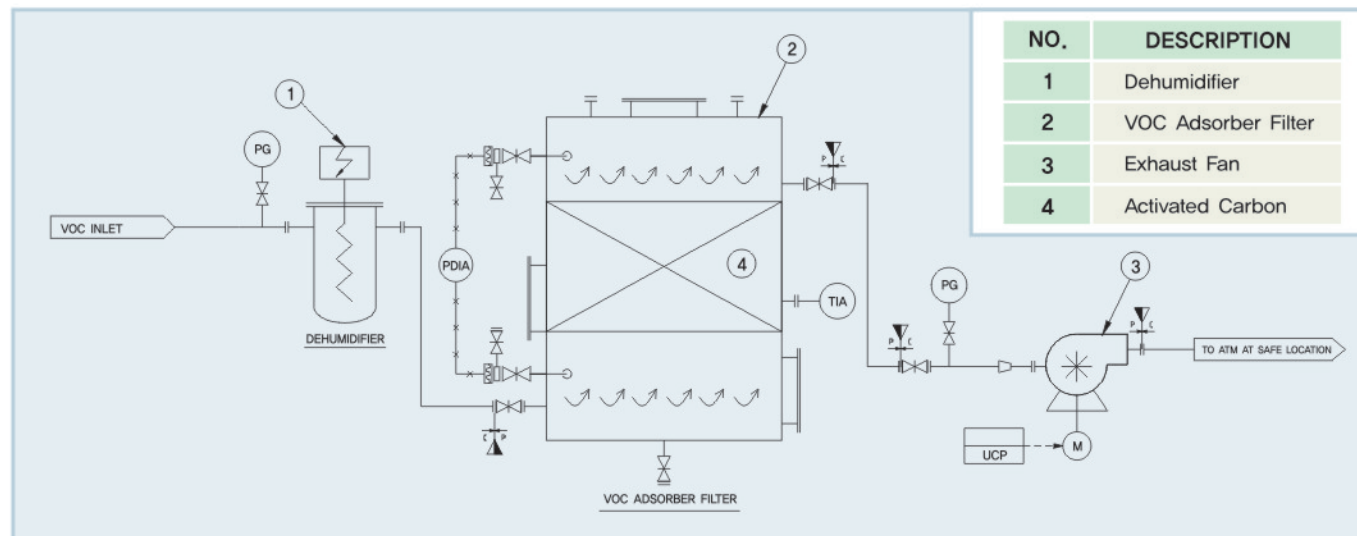 NO. DESCRIPTION
1 Dehumidifier
2 VOC Adsorber Filter
3 Exhaust Fan
4 Activated Carbon
2
1
PG
P C
VOC INLET
PDIA
4
TIA
PG
3
DEHUMIDIFIER
P C
P C
TO ATM AT SAFE LOCATION
C P
UCP
M
VOC ADSORBER FILTER